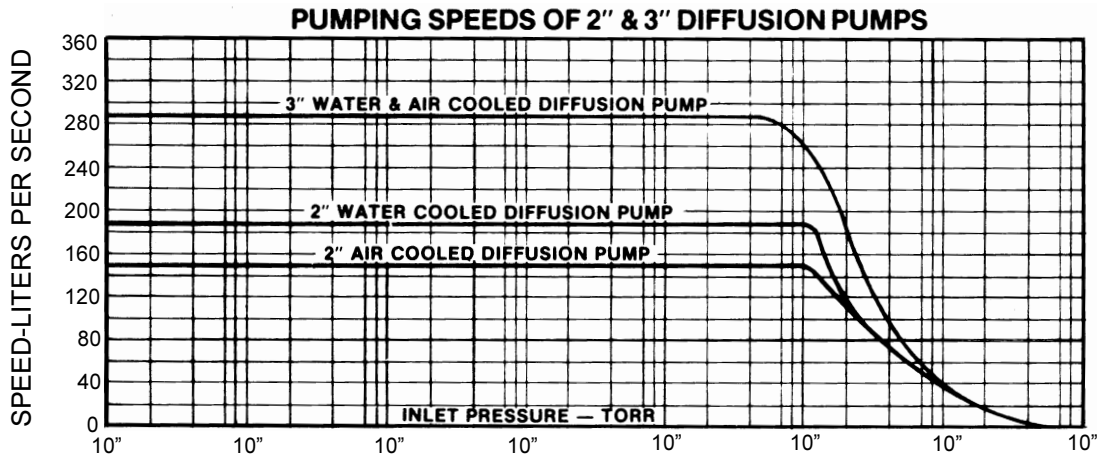 PUMPING SPEEDS OF 2" & 3" DIFFUSION PUMPS
SPEED-LITERS PER SECOND
360
320
280
240
200
160
120
80
40
0
3" WATER & AIR COOLED DIFFUSION PUMP
2" WATER COOLED DIFFUSION PUMP
2" AIR COOLED DIFFUSION PUMP
INLET PRESSURE — TORR
10” 10” 10” 10” 10” 10” 10” 10”